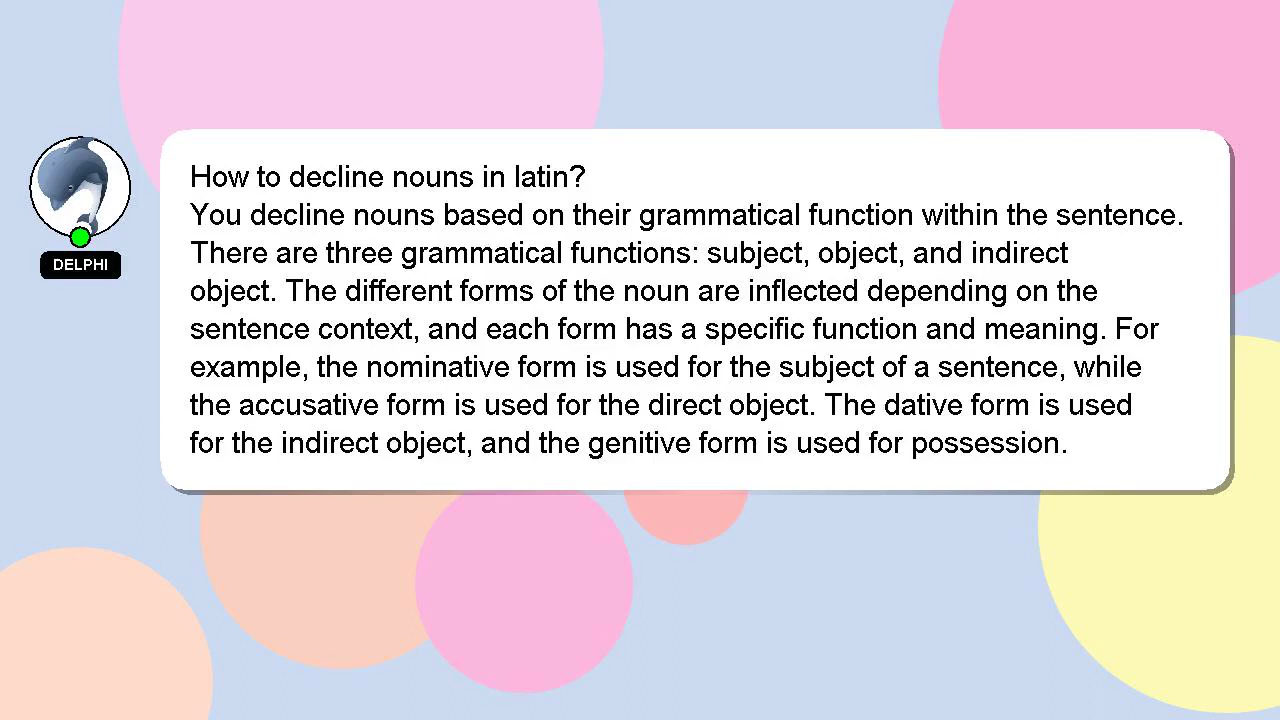 How to decline nouns in latin?
You decline nouns based on their grammatical function within the sentence.
There are three grammatical functions: subject, object, and indirect
object. The different forms of the noun are inflected depending on the
sentence context, and each form has a specific function and meaning. For
example, the nominative form is used for the subject of a sentence, while
the accusative form is used for the direct object. The dative form is used
for the indirect object, and the genitive form is used for possession.
DELPHI